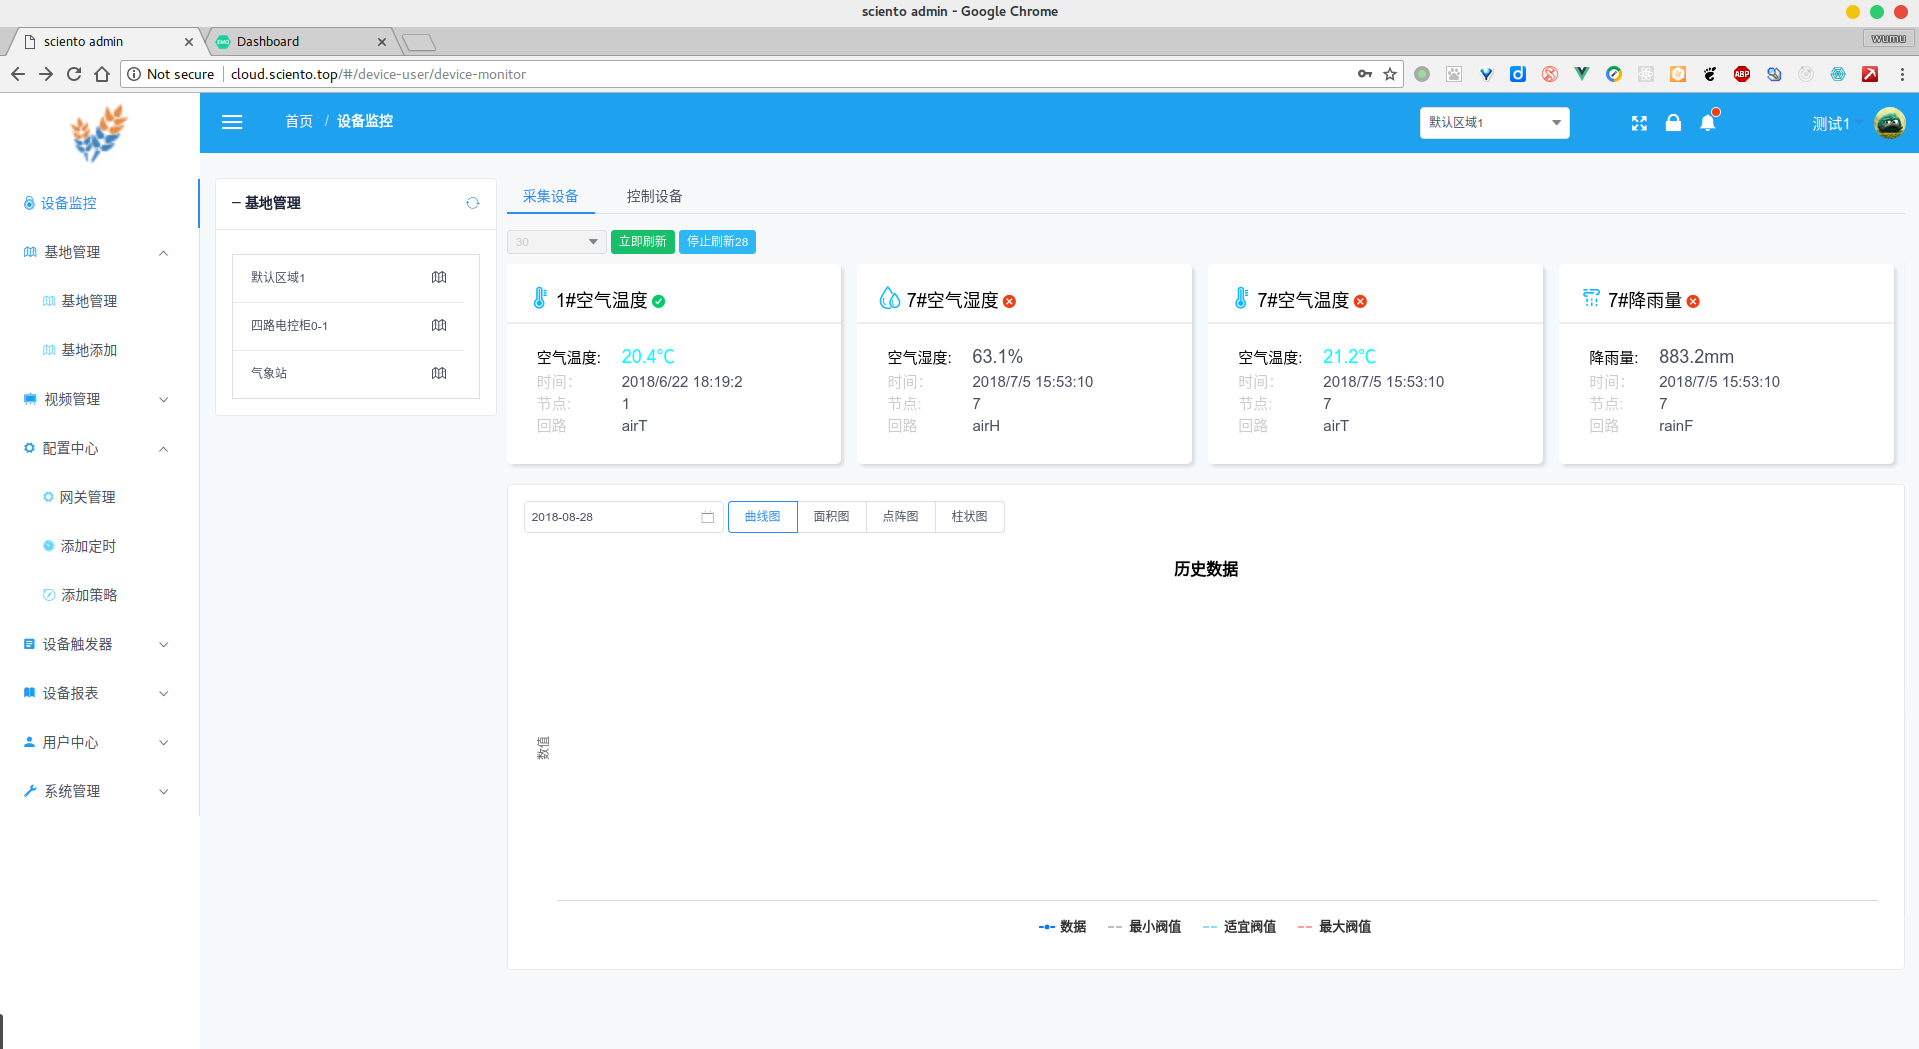 sciento admin - Google Chrome
sciento admin
Dashboard
wumu
Not secure
cloud.sciento.top/#/device-user/device-monitor
ABP
首页 / 设备监控
默认区域1
测试1
设备监控
基地管理
基地管理
基地添加
视频管理
配置中心
网关管理
添加定时
添加策略
设备触发器
设备报表
用户中心
系统管理
基地管理
默认区域1
四路电控柜0-1
气象站
采集设备
控制设备
30
立即刷新
停止刷新28
1#空气温度
空气温度: 20.4℃
时间: 2018/6/22 18:19:2
节点: 1
回路 airT
7#空气湿度
空气湿度: 63.1%
时间: 2018/7/5 15:53:10
节点: 7
回路 airH
7#空气温度
空气温度: 21.2℃
时间: 2018/7/5 15:53:10
节点: 7
回路 airT
7#降雨量
降雨量: 883.2mm
时间: 2018/7/5 15:53:10
节点: 7
回路 rainF
2018-08-28
曲线图
面积图
点阵图
柱状图
历史数据
数值
数据
最小阀值
适宜阀值
最大阀值